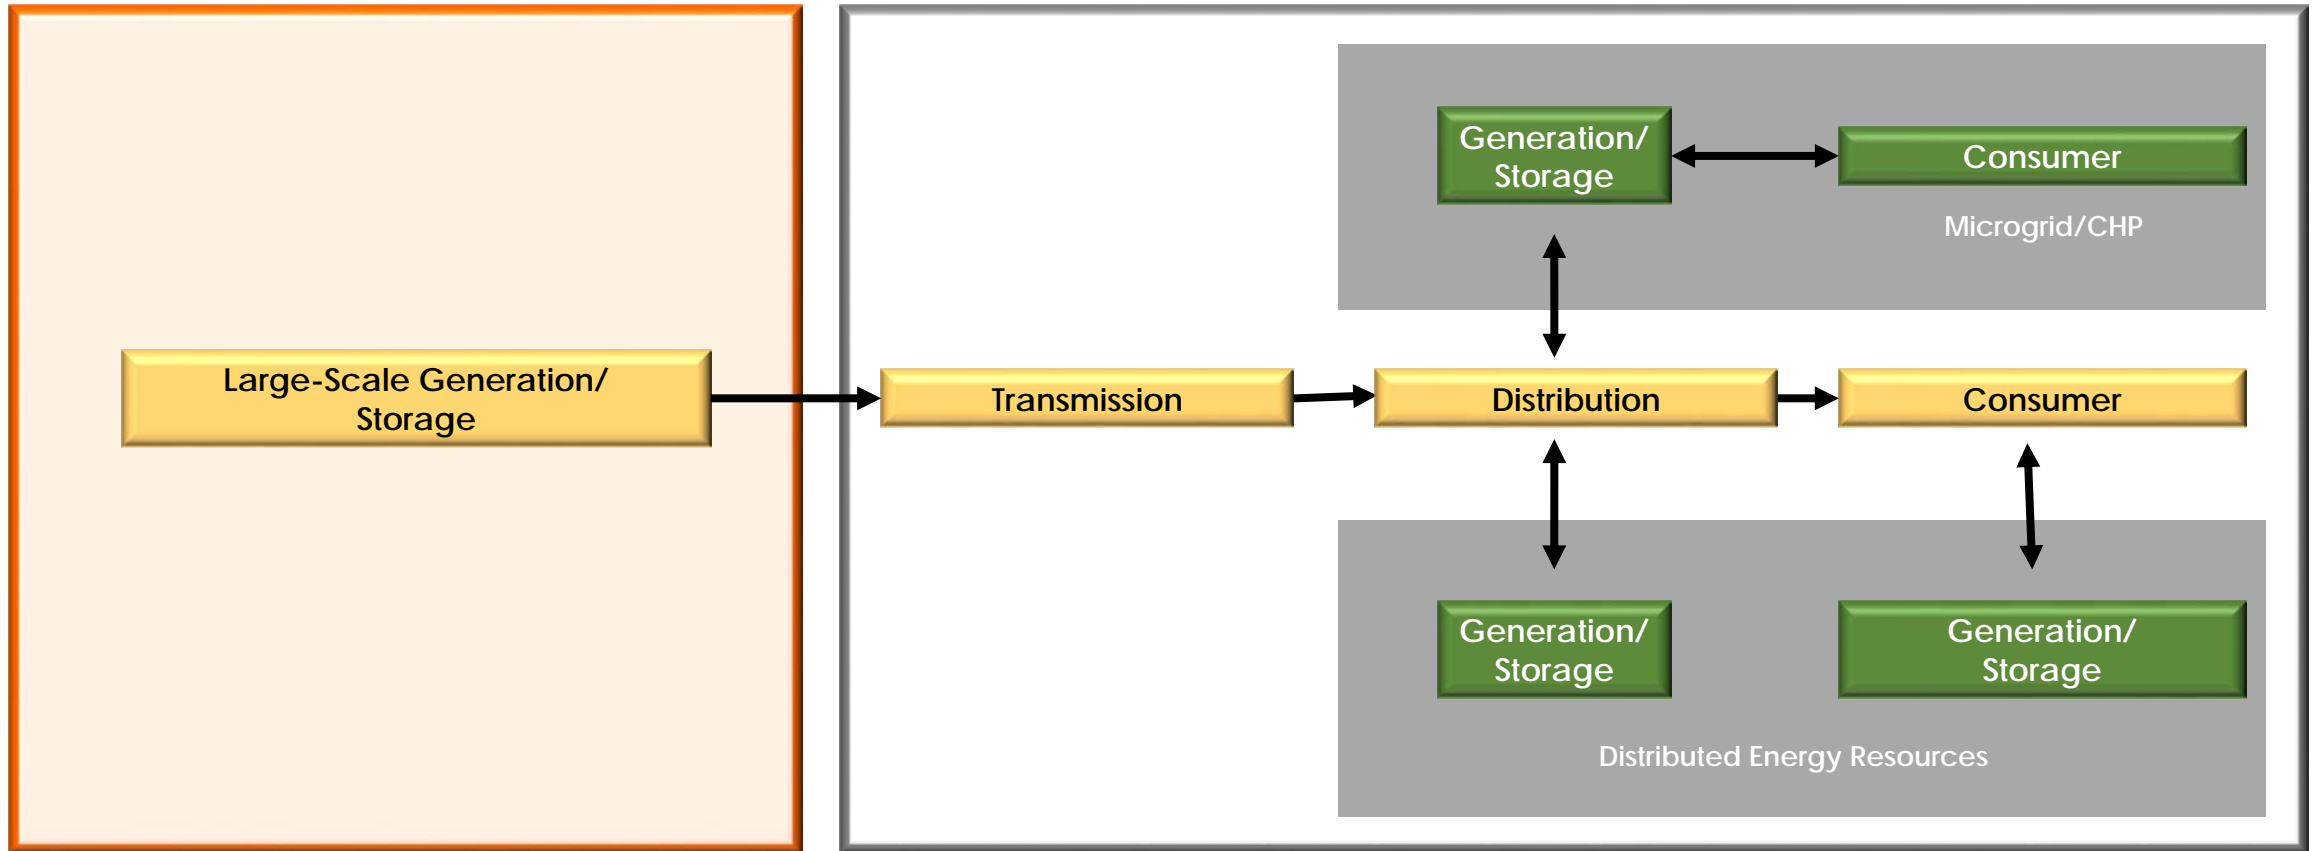 Generation/
Storage
Consumer
Microgrid/CHP
Large-Scale Generation/
Storage
Transmission
Distribution
Consumer
Generation/
Storage
Generation/
Storage
Distributed Energy Resources